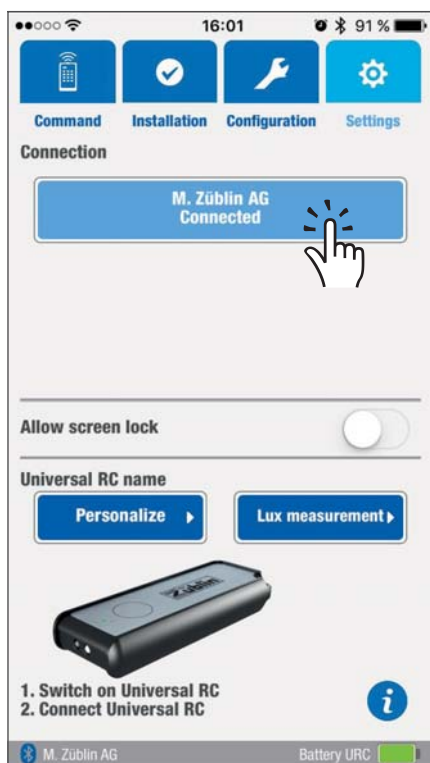 16:01 91 %
Command Installation Configuration Settings
Connection
M. Züblin AG
Connected
Allow screen lock
Universal RC name
Personalize Lux measurement
Züblin
1. Switch on Universal RC
2. Connect Universal RC
i
M. Züblin AG Battery URC